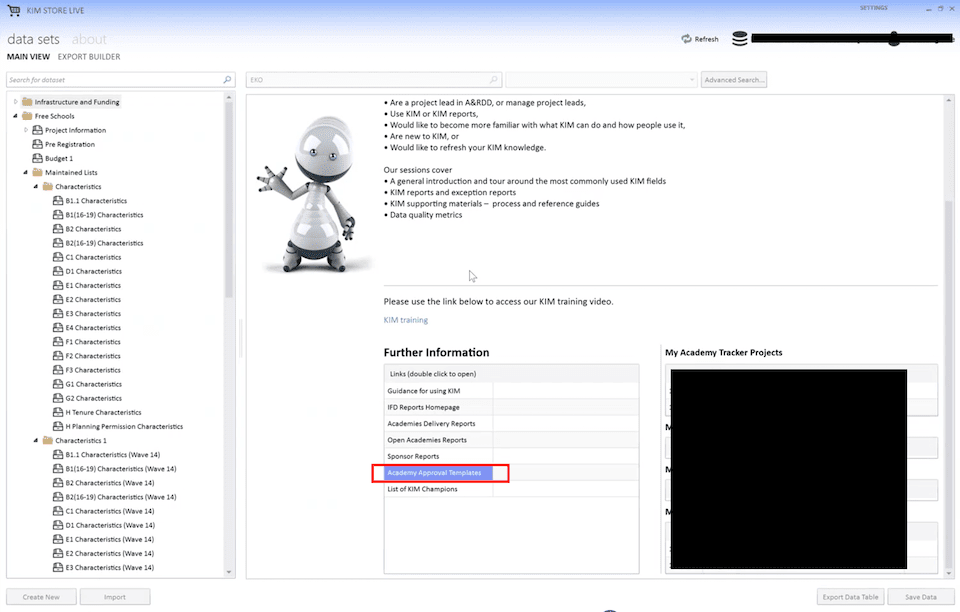 KIM STORE LIVE
SETTINGS
data sets about
Refresh
MAIN VIEW EXPORT BUILDER
Search for dataset
EKO
Advanced Search...
Infrastructure and Funding
Free Schools
Project Information
Pre Registration
Budget 1
Maintained Lists
Characteristics
B1.1 Characteristics
B1(16-19) Characteristics
B2 Characteristics
B2(16-19) Characteristics
C1 Characteristics
D1 Characteristics
E1 Characteristics
E2 Characteristics
E3 Characteristics
E4 Characteristics
F1 Characteristics
F2 Characteristics
F3 Characteristics
G1 Characteristics
G2 Characteristics
H Tenure Characteristics
H Planning Permission Characteristics
Characteristics 1
B1.1 Characteristics (Wave 14)
B1(16-19) Characteristics (Wave 14)
B2 Characteristics (Wave 14)
B2(16-19) Characteristics (Wave 14)
C1 Characteristics (Wave 14)
D1 Characteristics (Wave 14)
E1 Characteristics (Wave 14)
E2 Characteristics (Wave 14)
E3 Characteristics (Wave 14)
• Are a project lead in A&RDD, or manage project leads,
• Use KIM or KIM reports,
• Would like to become more familiar with what KIM can do and how people use it,
• Are new to KIM, or
• Would like to refresh your KIM knowledge.
Our sessions cover
• A general introduction and tour around the most commonly used KIM fields
• KIM reports and exception reports
• KIM supporting materials – process and reference guides
• Data quality metrics
Please use the link below to access our KIM training video.
KIM training
Further Information
Links (double click to open)
Guidance for using KIM
IFD Reports Homepage
Academies Delivery Reports
Open Academies Reports
Sponsor Reports
Academy Approval Templates
List of KIM Champions
My Academy Tracker Projects
Create New
Import
Export Data Table
Save Data